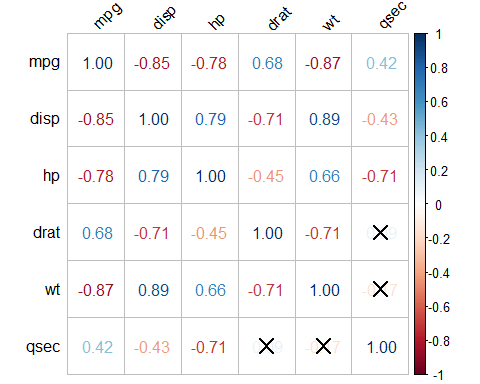 mpg disp hp drat wt qsec
mpg 1.00 -0.85 -0.78 0.68 -0.87 0.42
disp -0.85 1.00 0.79 -0.71 0.89 -0.43
hp -0.78 0.79 1.00 -0.45 0.66 -0.71
drat 0.68 -0.71 -0.45 1.00 -0.71
wt -0.87 0.89 0.66 -0.71 1.00
qsec 0.42 -0.43 -0.71 1.00
1
0.8
0.6
0.4
0.2
0
-0.2
-0.4
-0.6
-0.8
-1